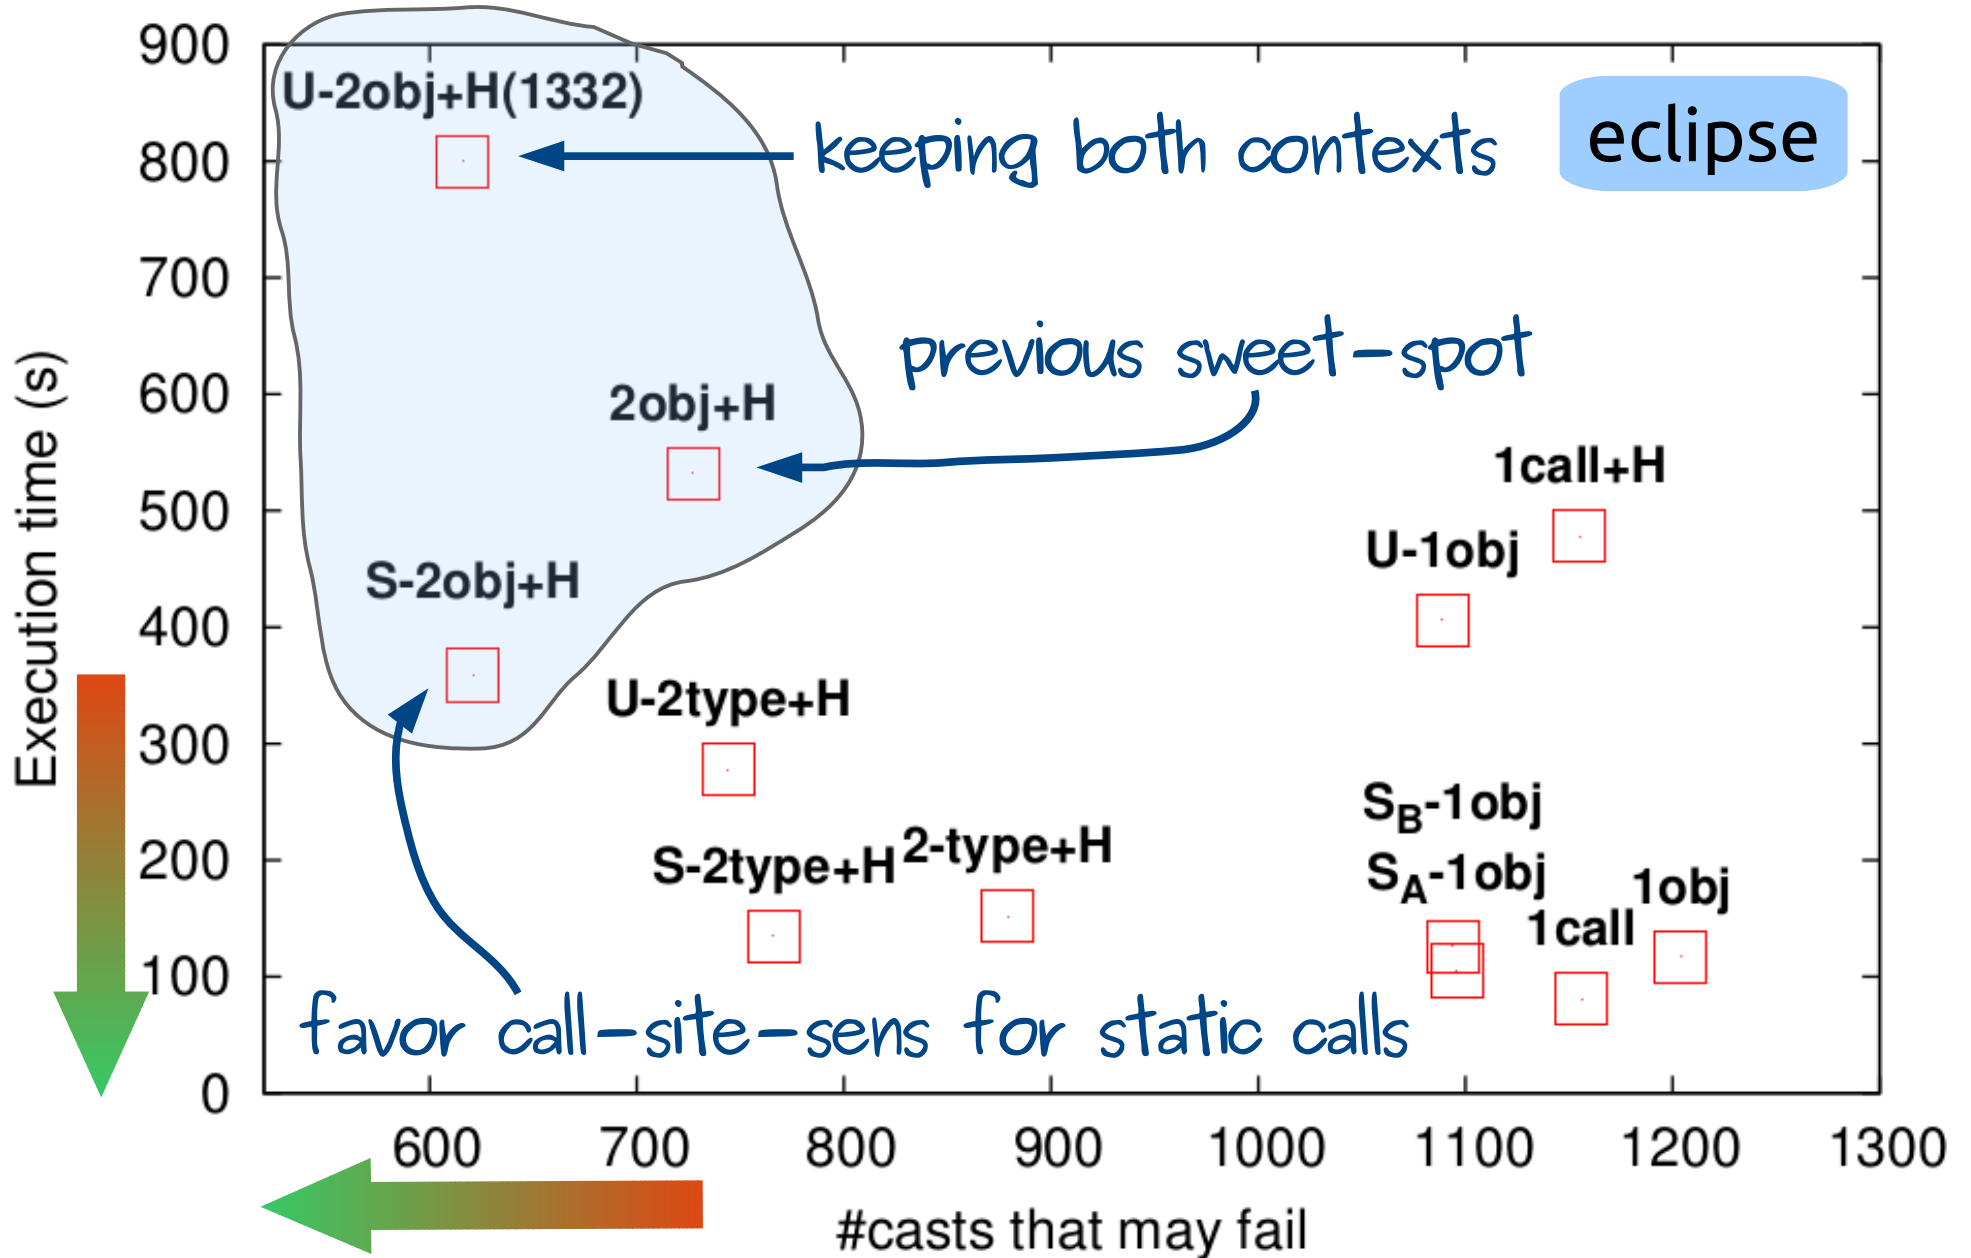 900
U-2obj+H(1332)
eclipse
keeping both contexts
800
700
previous sweet-spot
600
2obj+H
1call+H
500
U-1obj
S-2obj+H
400
Execution time (s)
U-2type+H
300
SB-1obj
2-type+H
S-2type+H
200
SA-1obj
1obj
1call
100
favor call-site-sens for static calls
0
600 700 800 900 1000 1100 1200 1300
#casts that may fail